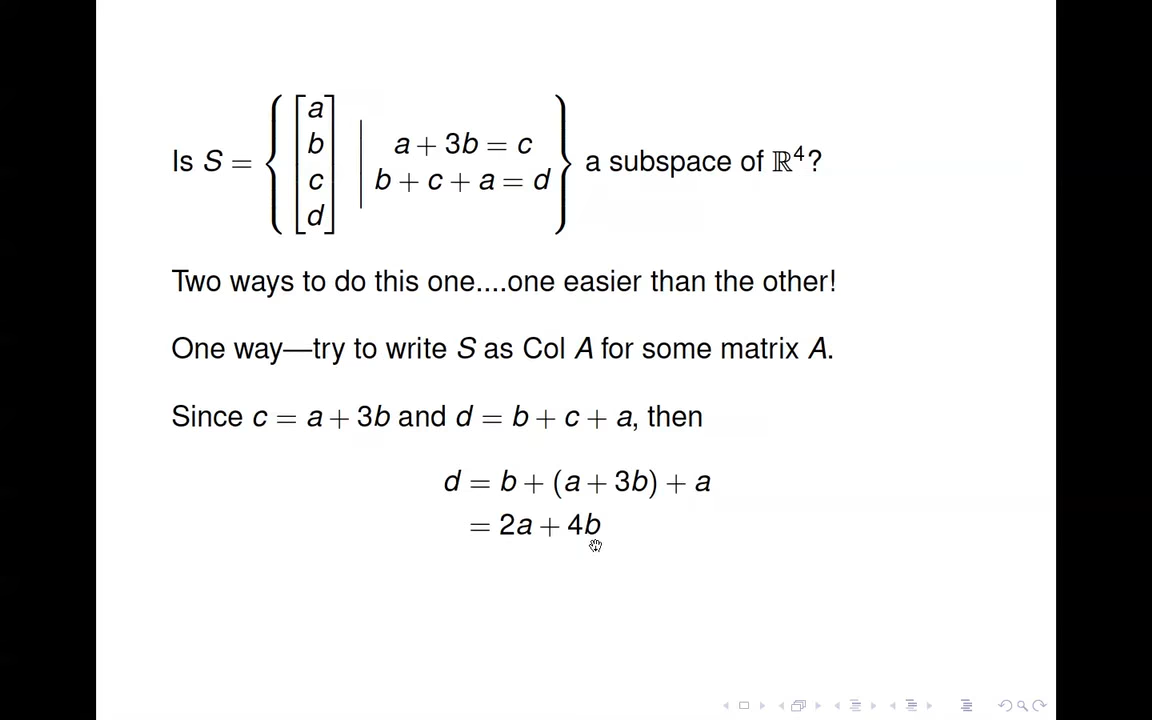 Is S = { [a b c d] | a + 3b = c, b + c + a = d } a subspace of ℝ⁴?
Two ways to do this one....one easier than the other!
One way—try to write S as Col A for some matrix A.
Since c = a + 3b and d = b + c + a, then
d = b + (a + 3b) + a
= 2a + 4b